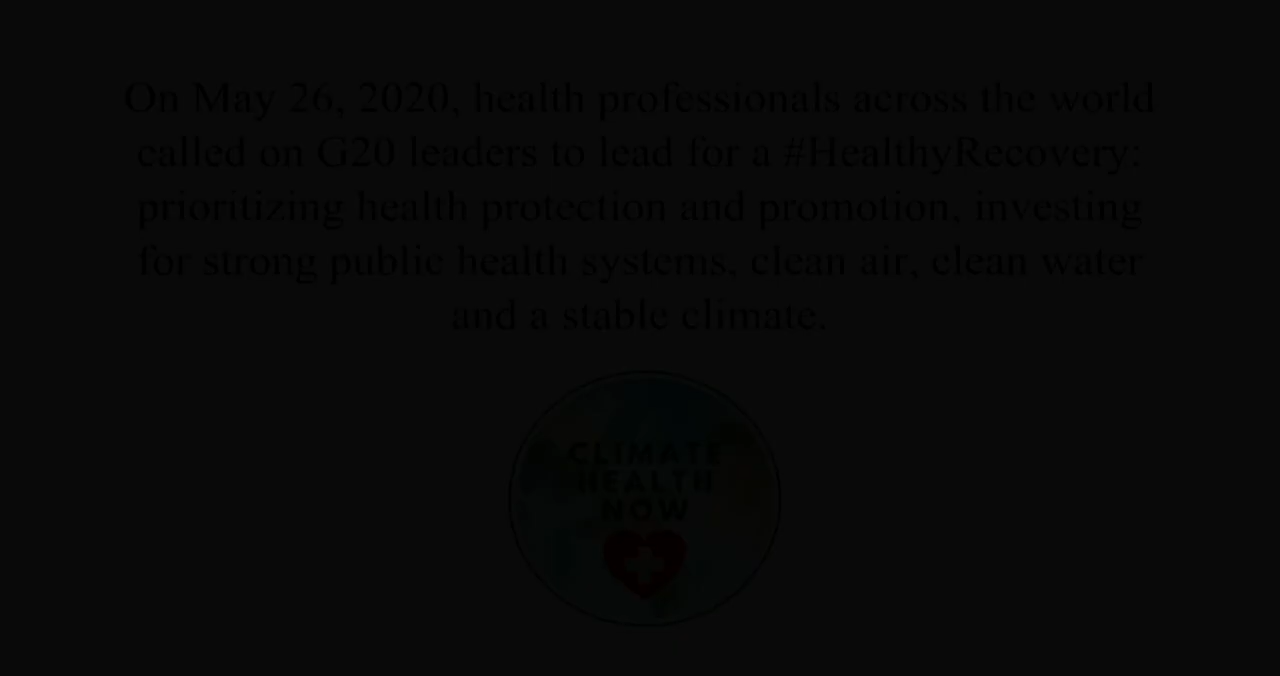 On May 26, 2020, health professionals across the world
called on G20 leaders to lead for a #HealthyRecovery:
prioritizing health protection and promotion, investing
for strong public health systems, clean air, clean water
and a stable climate.
CLIMATE
HEALTH
NOW